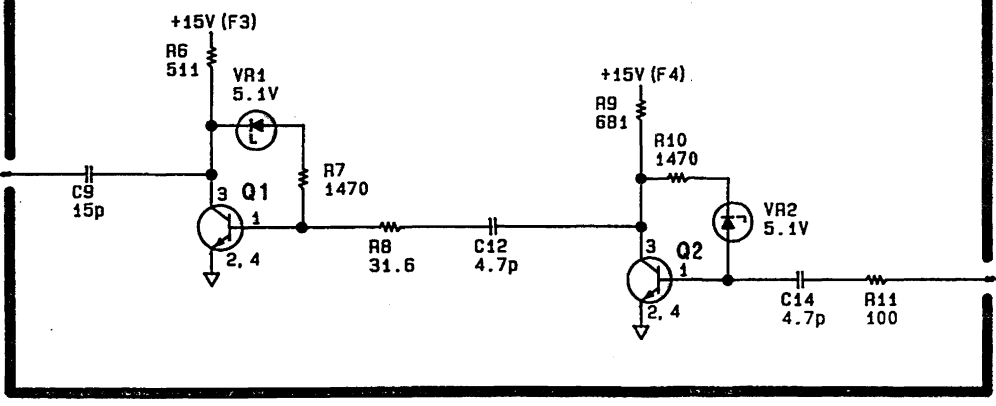 +15V (F3)
R6
511
VR1
5.1V
R7
1470
C9
15p
3
Q1
1
2, 4
R8
31.6
C12
4.7p
+15V (F4)
R9
681
R10
1470
VR2
5.1V
3
Q2
1
2, 4
C14
4.7p
R11
100